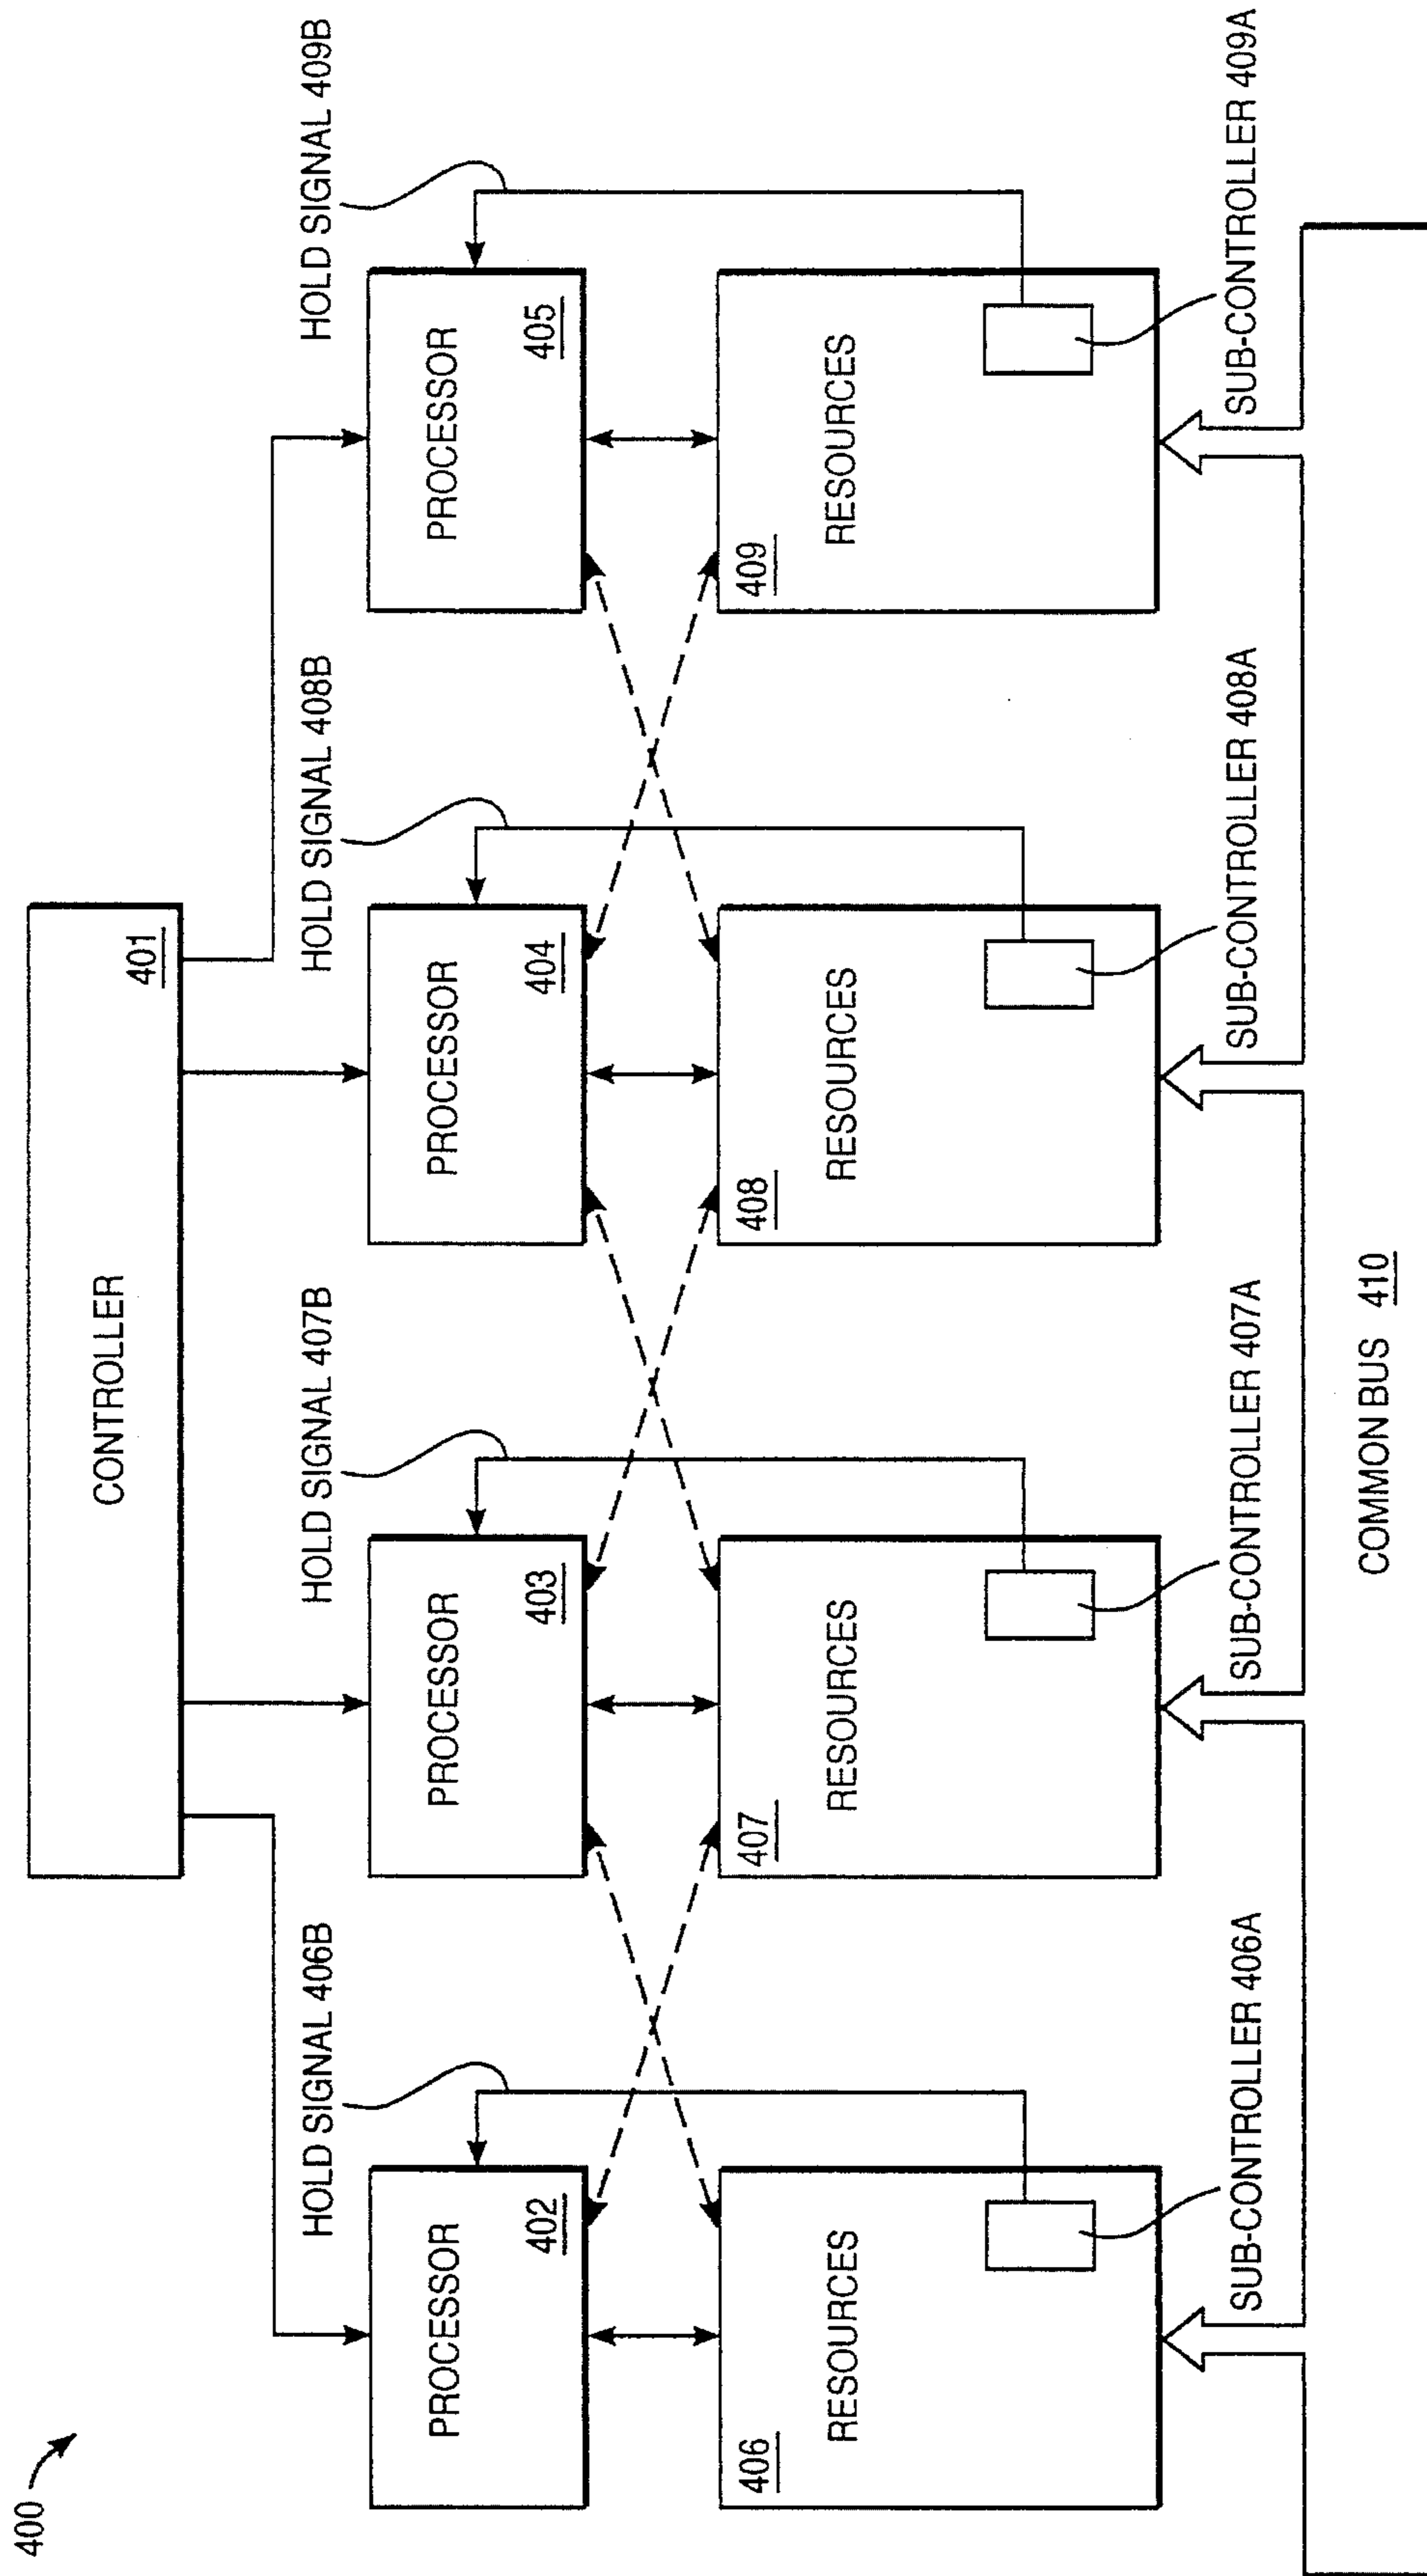 400
CONTROLLER
401
HOLD SIGNAL 406B
HOLD SIGNAL 407B
HOLD SIGNAL 408B
HOLD SIGNAL 409B
PROCESSOR
402
PROCESSOR
403
PROCESSOR
404
PROCESSOR
405
406
RESOURCES
407
RESOURCES
408
RESOURCES
409
RESOURCES
SUB-CONTROLLER 406A
SUB-CONTROLLER 407A
SUB-CONTROLLER 408A
SUB-CONTROLLER 409A
COMMON BUS 410